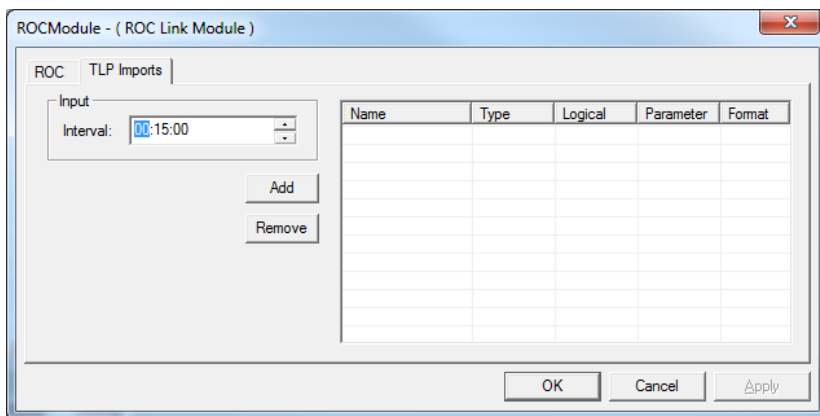 ROCModule - ( ROC Link Module )
ROC TLP Imports
Input
Interval: 00:15:00
Add
Remove
Name Type Logical Parameter Format
OK Cancel Apply